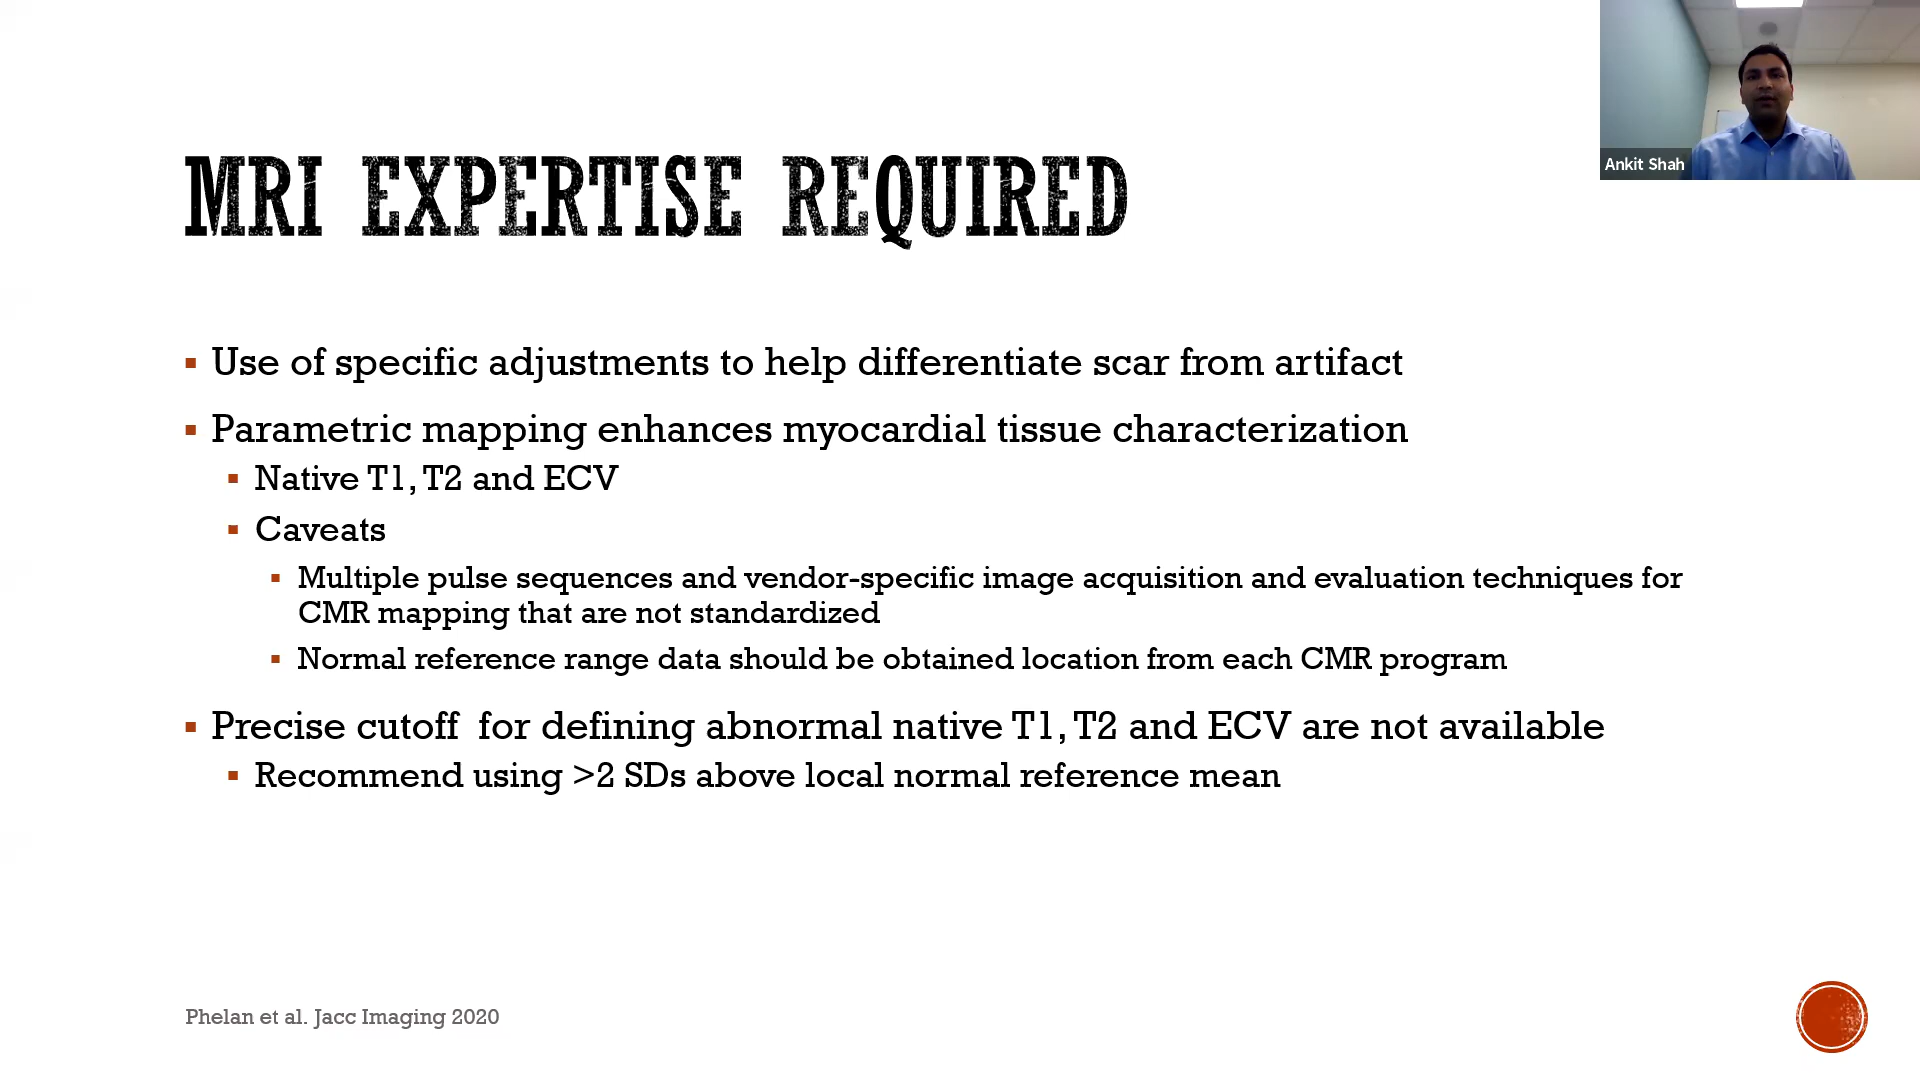 Ankit Shah
MRI EXPERTISE REQUIRED
Use of specific adjustments to help differentiate scar from artifact
Parametric mapping enhances myocardial tissue characterization
Native T1, T2 and ECV
Caveats
Multiple pulse sequences and vendor-specific image acquisition and evaluation techniques for
CMR mapping that are not standardized
Normal reference range data should be obtained location from each CMR program
Precise cutoff  for defining abnormal native T1, T2 and ECV are not available
Recommend using >2 SDs above local normal reference mean
Phelan et al. Jacc Imaging 2020